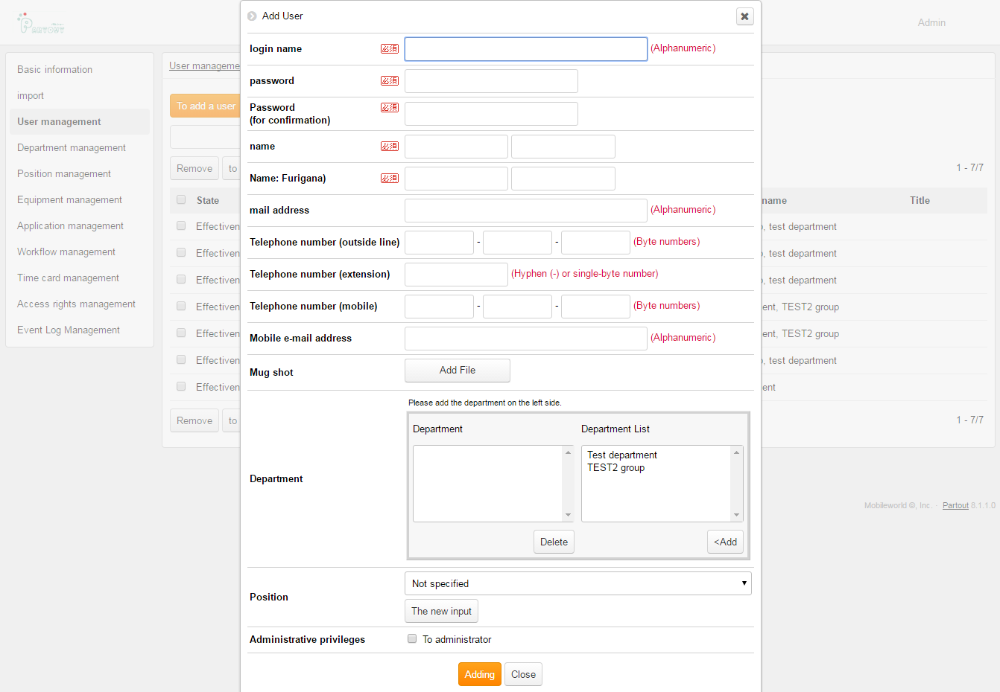 Partout
Admin
Basic information
import
User management
Department management
Position management
Equipment management
Application management
Workflow management
Time card management
Access rights management
Event Log Management
User manageme
To add a user
Remove
to
1 - 7/7
State
name
Title
Effectiven
, test department
Effectiven
, test department
Effectiven
, test department
Effectiven
ent, TEST2 group
Effectiven
ent, TEST2 group
Effectiven
, test department
Effectiven
ent
Remove
to
1 - 7/7
Mobileworld ©, Inc. · Partout 8.1.1.0
Add User
login name 必須 (Alphanumeric)
password 必須
Password 必須
(for confirmation)
name 必須
Name: Furigana) 必須
mail address (Alphanumeric)
Telephone number (outside line) - - (Byte numbers)
Telephone number (extension) (Hyphen (-) or single-byte number)
Telephone number (mobile) - - (Byte numbers)
Mobile e-mail address (Alphanumeric)
Mug shot Add File
Please add the department on the left side.
Department
Department List
Test department
TEST2 group
Department
Delete
<Add
Position
Not specified
The new input
Administrative privileges To administrator
Adding Close